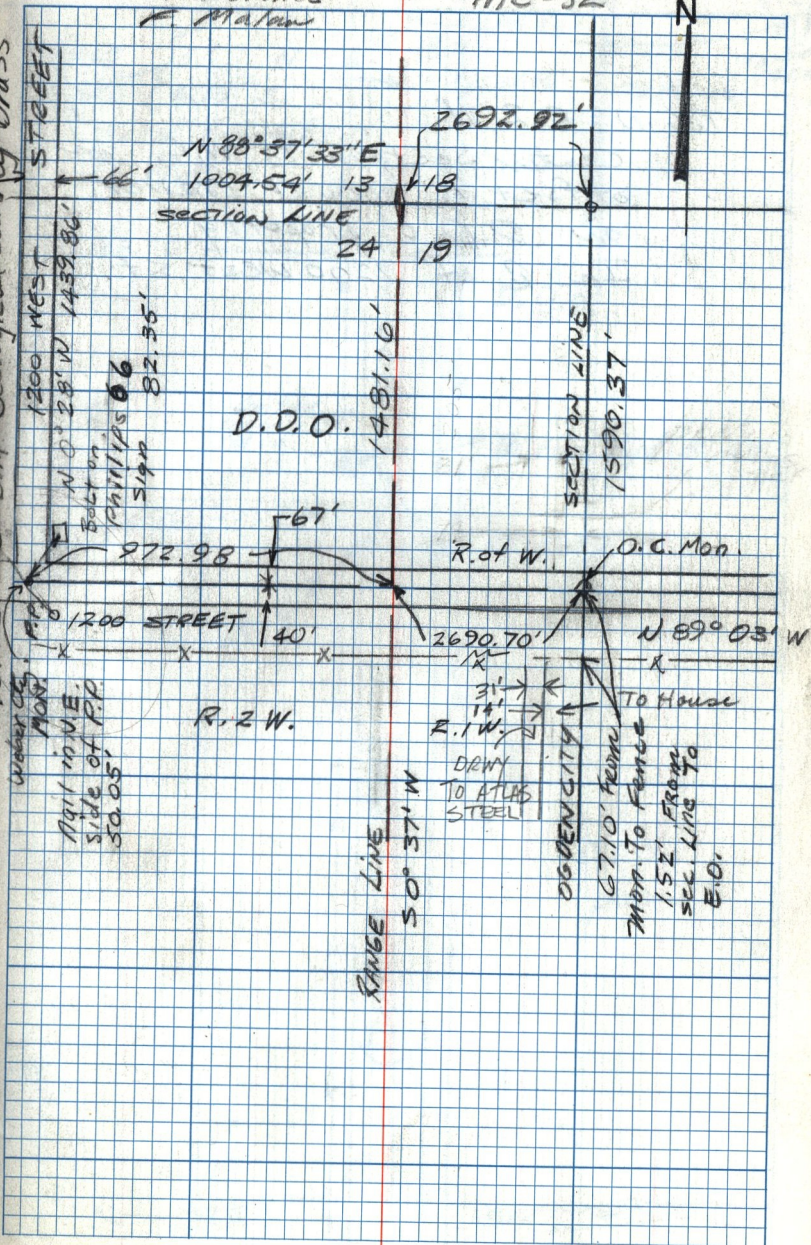 F. Malan
N
STREET
2692.92'
N 88° 37' 33" E
66'
1004.54' 13 18
SECTION LINE
24 19
1200 WEST
N 0° 28' W 1439.86'
Bolt on
Phillips 66
Sign 82.35'
D.D.O.
1481.16'
SECTION LINE
1590.37'
67'
972.98
R. of W.
O.C. Mon.
P.P.
1200 STREET
40'
2690.70'
N 89° 03' W
MON.
Nail in N.E.
Side of P.P.
50.05'
R. 2 W.
31'
14'
R. 1 W.
To House
DRWY
TO ATLAS
STEEL
OGDEN CITY
67.10' From
Mon. To Fence
1.52' From
Sec. Line To
E.O.
RANGE LINE
S 0° 37' W